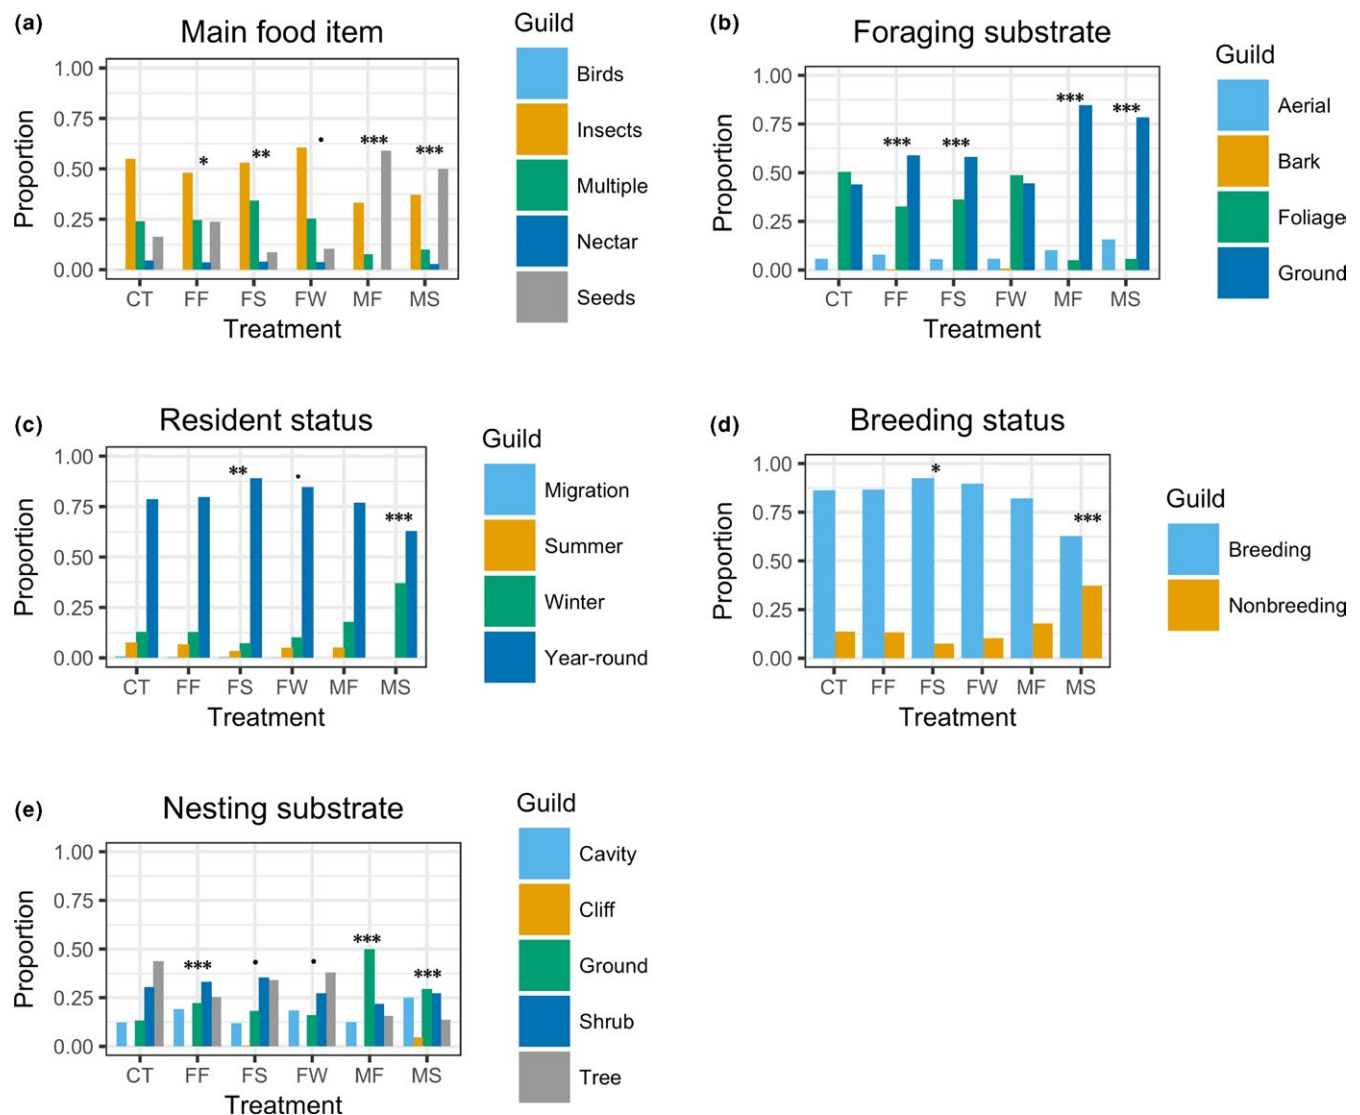 (a)
Main food item
Guild
1.00
0.75
0.50
0.25
0.00
Proportion
* ** • *** ***
CT FF FS FW MF MS
Treatment
Birds
Insects
Multiple
Nectar
Seeds
(b)
Foraging substrate
Guild
1.00
0.75
0.50
0.25
0.00
Proportion
*** *** *** ***
CT FF FS FW MF MS
Treatment
Aerial
Bark
Foliage
Ground
(c)
Resident status
Guild
1.00
0.75
0.50
0.25
0.00
Proportion
** • ***
CT FF FS FW MF MS
Treatment
Migration
Summer
Winter
Year-round
(d)
Breeding status
Guild
1.00
0.75
0.50
0.25
0.00
Proportion
* ***
CT FF FS FW MF MS
Treatment
Breeding
Nonbreeding
(e)
Nesting substrate
Guild
1.00
0.75
0.50
0.25
0.00
Proportion
*** • • *** ***
CT FF FS FW MF MS
Treatment
Cavity
Cliff
Ground
Shrub
Tree